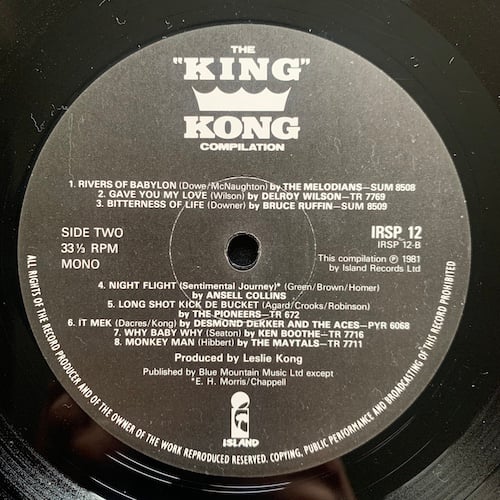 THE
"KING"
KONG
COMPILATION
1. RIVERS OF BABYLON (Dowe/McNaughton) by THE MELODIANS—SUM 8508
2. GAVE YOU MY LOVE (Wilson) by DELROY WILSON—TR 7769
3. BITTERNESS OF LIFE (Downer) by BRUCE RUFFIN—SUM 8509
SIDE TWO
33⅓ RPM
MONO
IRSP 12
IRSP 12-B
This compilation ℗ 1981
by Island Records Ltd
4. NIGHT FLIGHT (Sentimental Journey)* (Green/Brown/Homer)
by ANSELL COLLINS
5. LONG SHOT KICK DE BUCKET (Agard/Crooks/Robinson)
by THE PIONEERS—TR 672
6. IT MEK (Dacres/Kong) by DESMOND DEKKER AND THE ACES—PYR 6068
7. WHY BABY WHY (Seaton) by KEN BOOTHE—TR 7716
8. MONKEY MAN (Hibbert) by THE MAYTALS—TR 7711
Produced by Leslie Kong
Published by Blue Mountain Music Ltd except
*E. H. Morris/Chappell
ISLAND
ALL RIGHTS OF THE RECORD PRODUCER AND OF THE OWNER OF THE WORK REPRODUCED RESERVED. COPYING, PUBLIC PERFORMANCE AND BROADCASTING OF THIS RECORD PROHIBITED